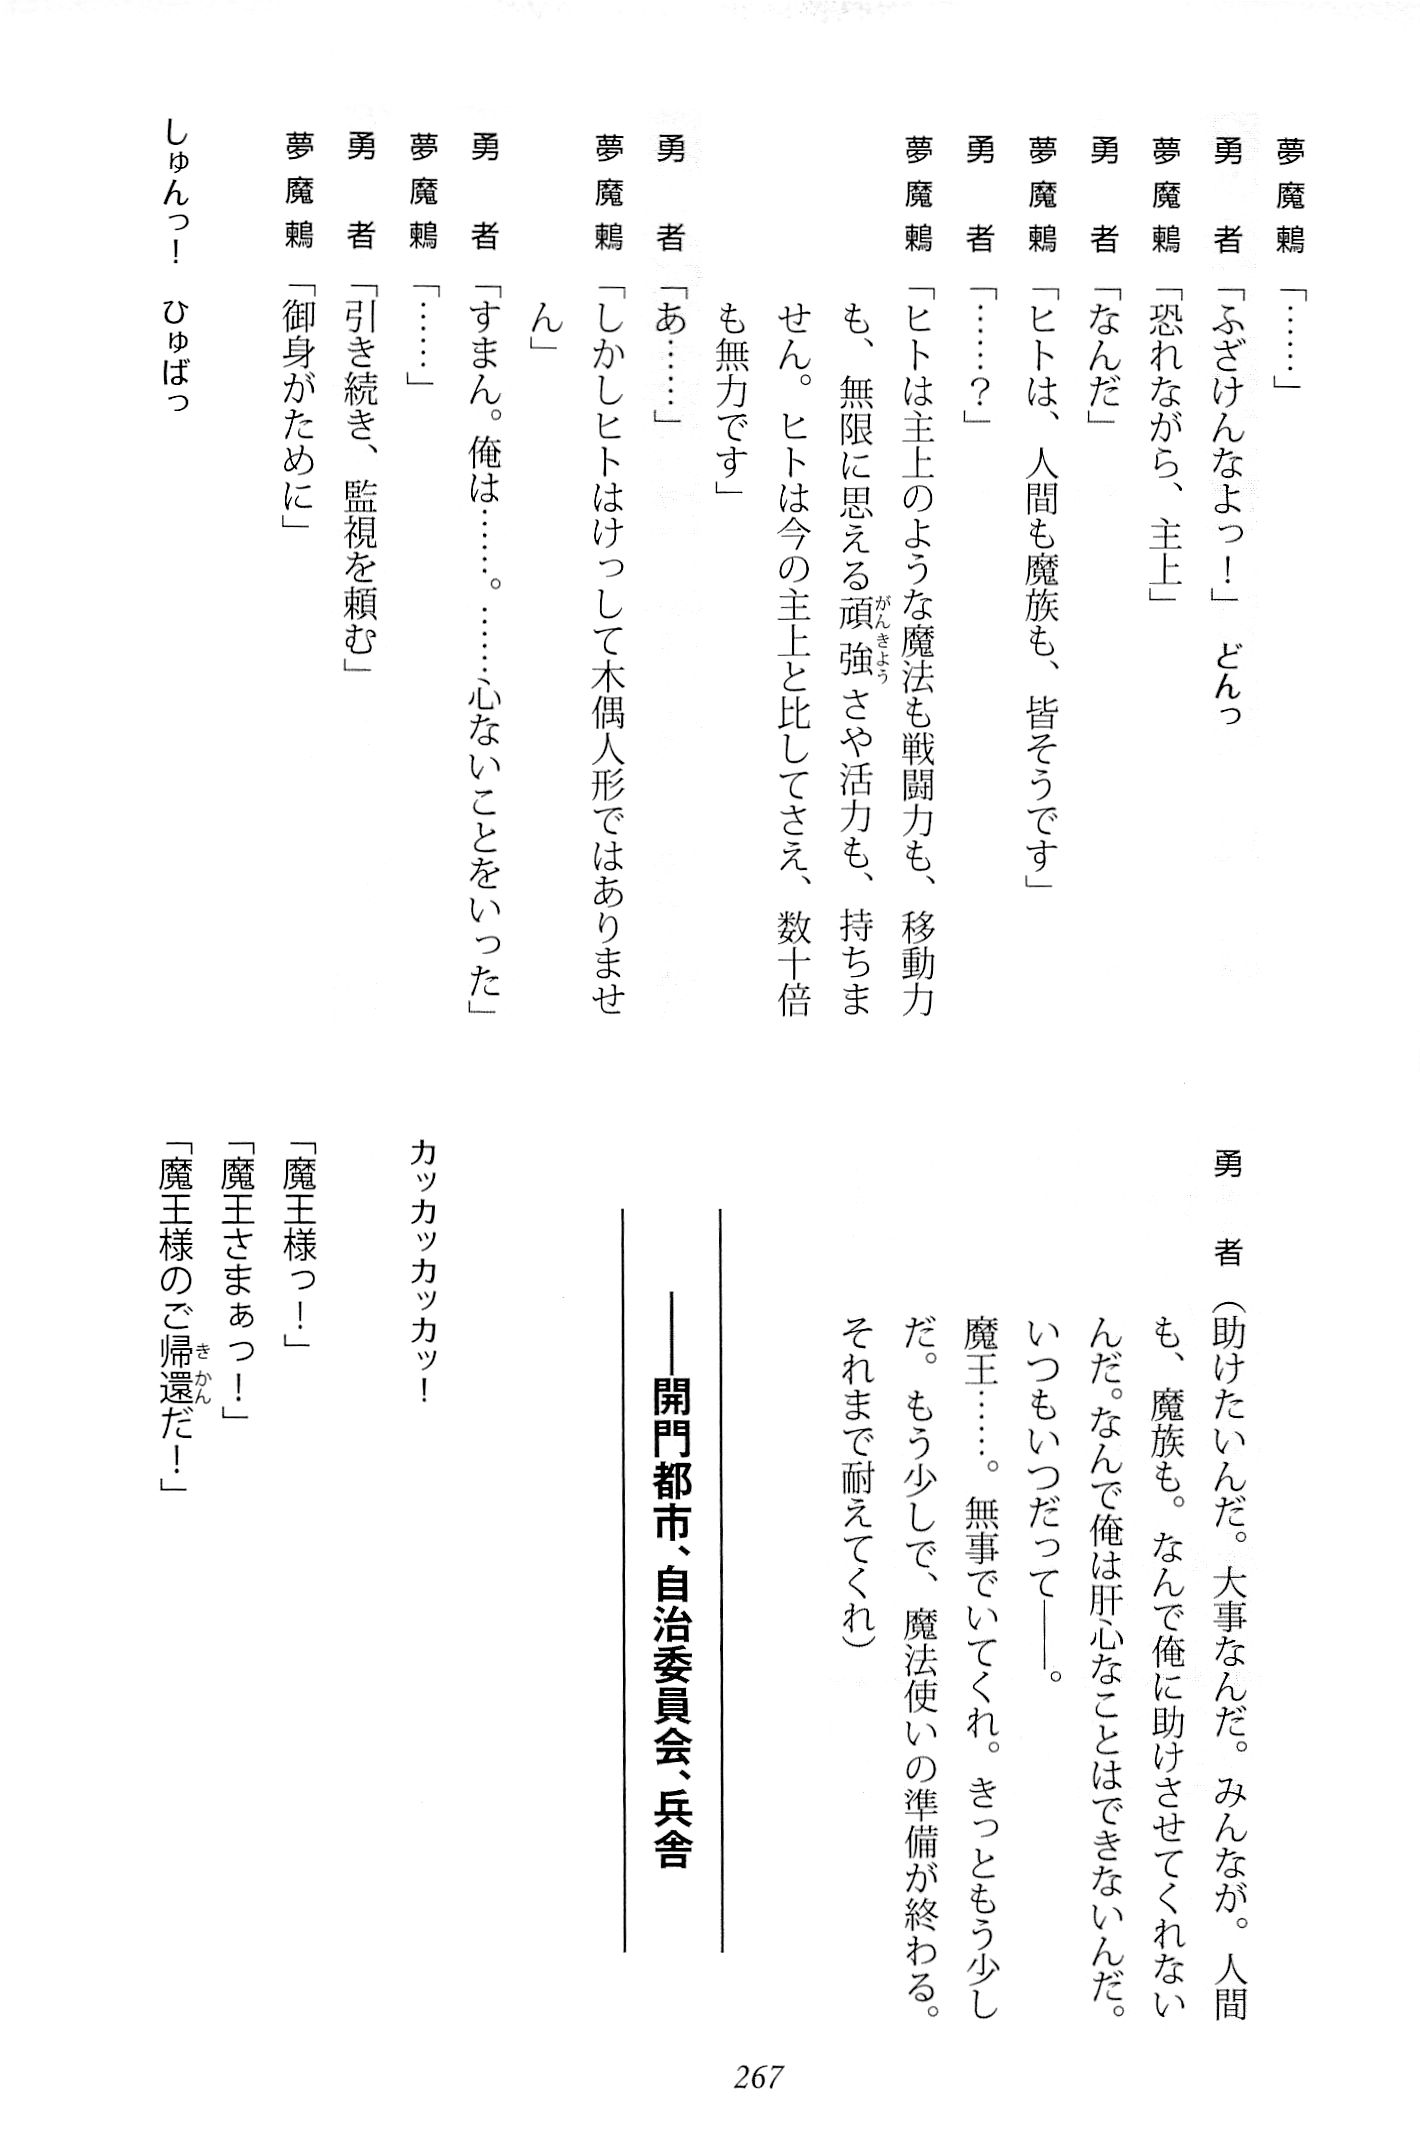 夢魔鶫「……」
勇　者「ふざけんなよっ！」　どんっ
夢魔鶫「恐れながら、主上」
勇　者「なんだ」
夢魔鶫「ヒトは、人間も魔族も、皆そうです」
勇　者「……？」
夢魔鶫「ヒトは主上のような魔法も戦闘力も、移動力
も、無限に思える頑強さや活力も、持ちま
せん。ヒトは今の主上と比してさえ、数十倍
も無力です」
勇　者「あ……」
夢魔鶫「しかしヒトはけっして木偶人形ではありませ
ん」
勇　者「すまん。俺は……。……心ないことをいった」
夢魔鶫「……」
勇　者「引き続き、監視を頼む」
夢魔鶫「御身がために」
しゅんっ！　ひゅばっ
勇　者（助けたいんだ。大事なんだ。みんなが。人間
も、魔族も。なんで俺に助けさせてくれない
んだ。なんで俺は肝心なことはできないんだ。
いつもいつだって――。
魔王……。無事でいてくれ。きっともう少し
だ。もう少しで、魔法使いの準備が終わる。
それまで耐えてくれ）
――開門都市、自治委員会、兵舎
カッカッカッカッ！
「魔王様っ！」
「魔王さまぁっ！」
「魔王様のご帰還だ！」
267